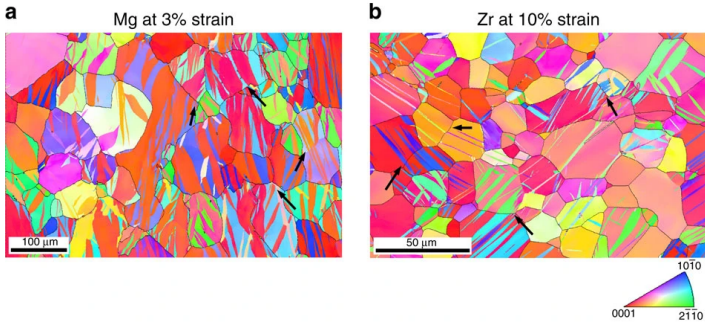 a
Mg at 3% strain
b
Zr at 10% strain
100 μm
50 μm
101̄0
0001
21̄1̄0